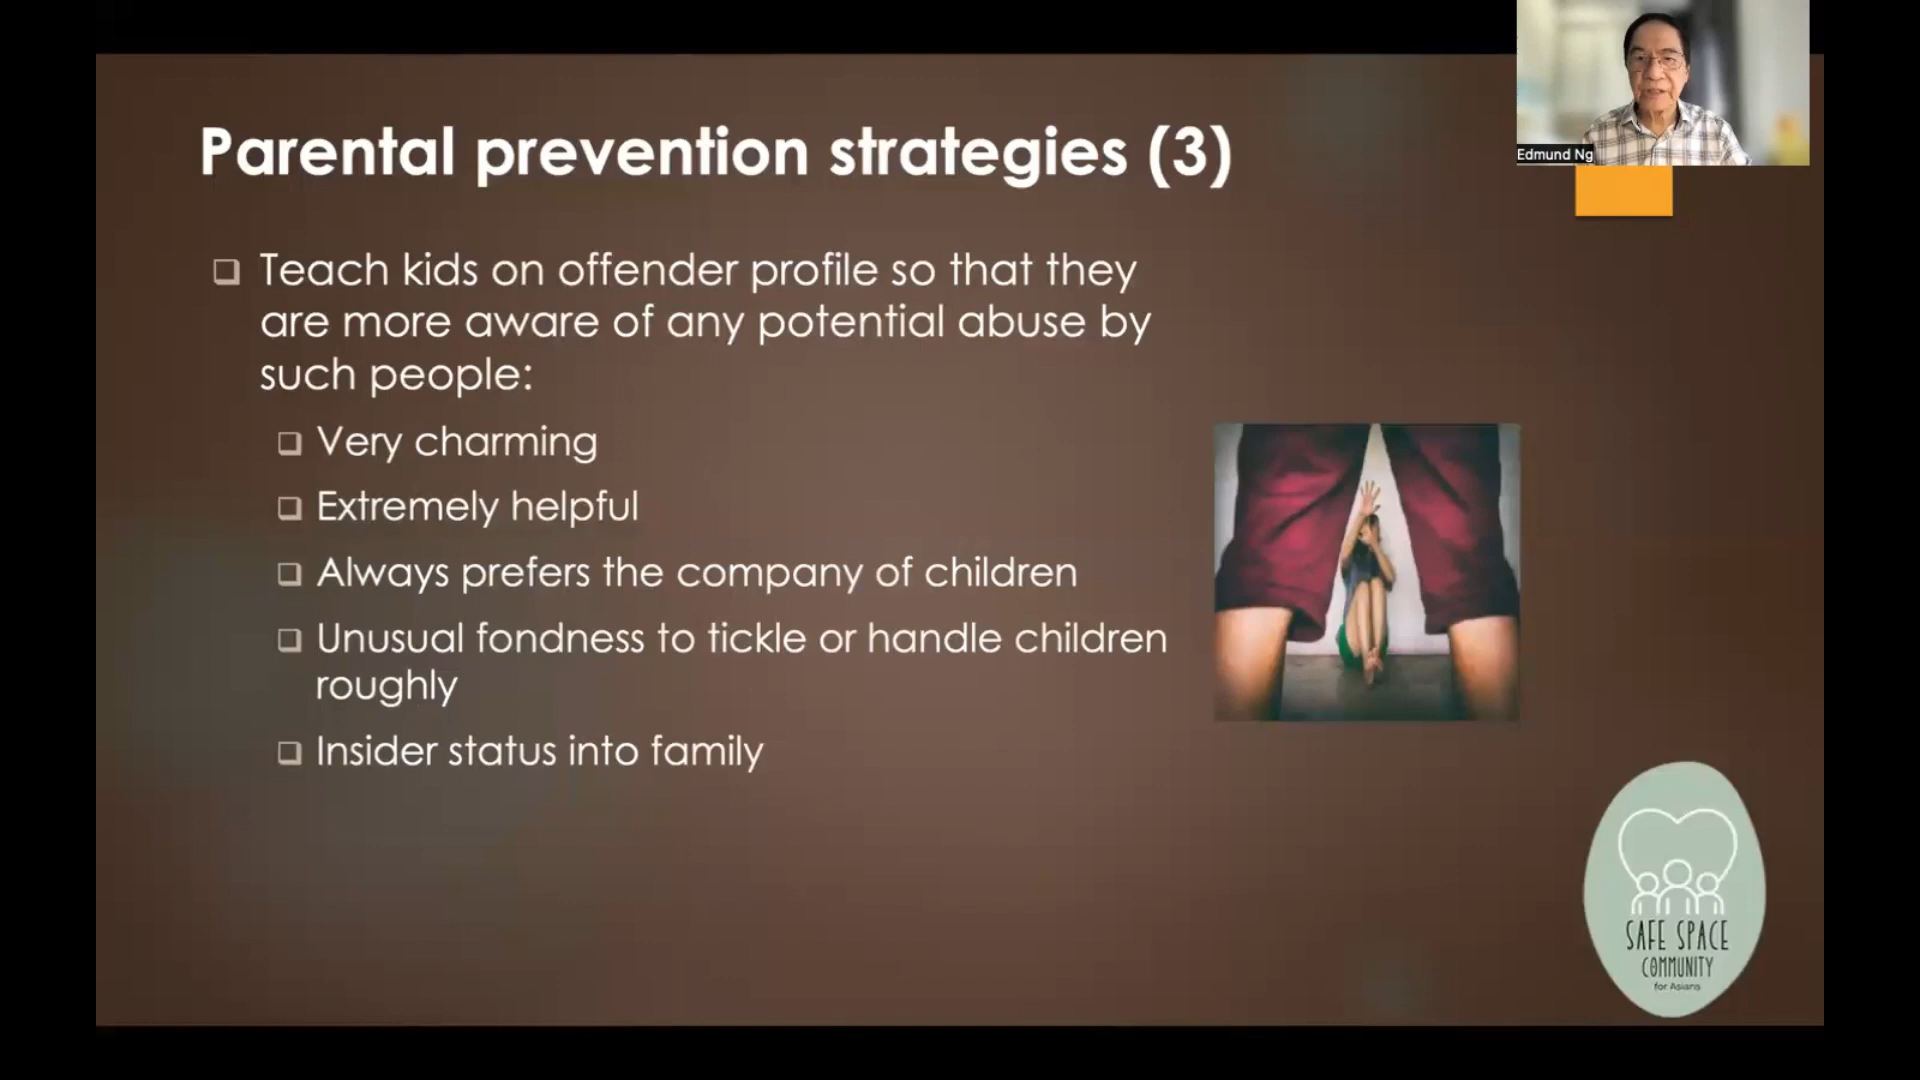 Edmund Ng
Parental prevention strategies (3)
Teach kids on offender profile so that they
are more aware of any potential abuse by
such people:
Very charming
Extremely helpful
Always prefers the company of children
Unusual fondness to tickle or handle children
roughly
Insider status into family
SAFE SPACE
COMMUNITY
for Asians